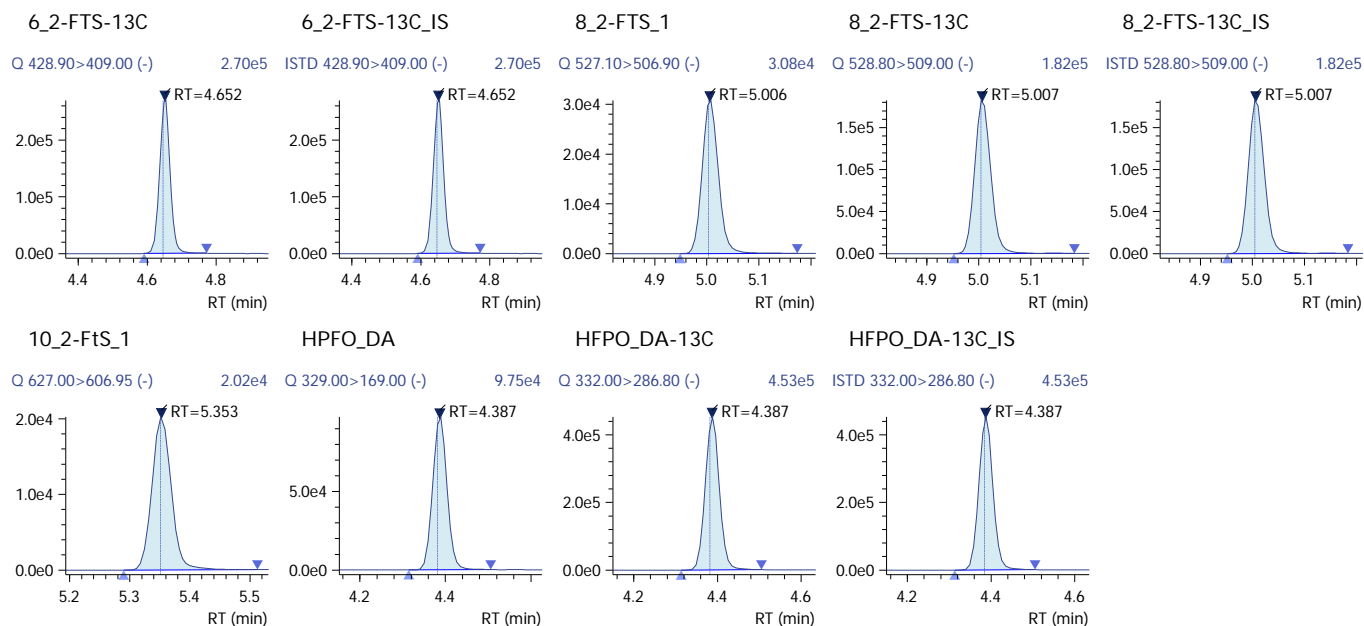 6_2-FTS-13C
Q 428.90>409.00 (-) 2.70e5
RT=4.652
2.0e5
1.0e5
0.0e0
4.4 4.6 4.8
RT (min)
6_2-FTS-13C_IS
ISTD 428.90>409.00 (-) 2.70e5
RT=4.652
2.0e5
1.0e5
0.0e0
4.4 4.6 4.8
RT (min)
8_2-FTS_1
Q 527.10>506.90 (-) 3.08e4
RT=5.006
3.0e4
2.0e4
1.0e4
0.0e0
4.9 5.0 5.1
RT (min)
8_2-FTS-13C
Q 528.80>509.00 (-) 1.82e5
RT=5.007
1.5e5
1.0e5
5.0e4
0.0e0
4.9 5.0 5.1
RT (min)
8_2-FTS-13C_IS
ISTD 528.80>509.00 (-) 1.82e5
RT=5.007
1.5e5
1.0e5
5.0e4
0.0e0
4.9 5.0 5.1
RT (min)
10_2-FtS_1
Q 627.00>606.95 (-) 2.02e4
RT=5.353
2.0e4
1.0e4
0.0e0
5.2 5.3 5.4 5.5
RT (min)
HPFO_DA
Q 329.00>169.00 (-) 9.75e4
RT=4.387
5.0e4
0.0e0
4.2 4.4
RT (min)
HFPO_DA-13C
Q 332.00>286.80 (-) 4.53e5
RT=4.387
4.0e5
2.0e5
0.0e0
4.2 4.4 4.6
RT (min)
HFPO_DA-13C_IS
ISTD 332.00>286.80 (-) 4.53e5
RT=4.387
4.0e5
2.0e5
0.0e0
4.2 4.4 4.6
RT (min)